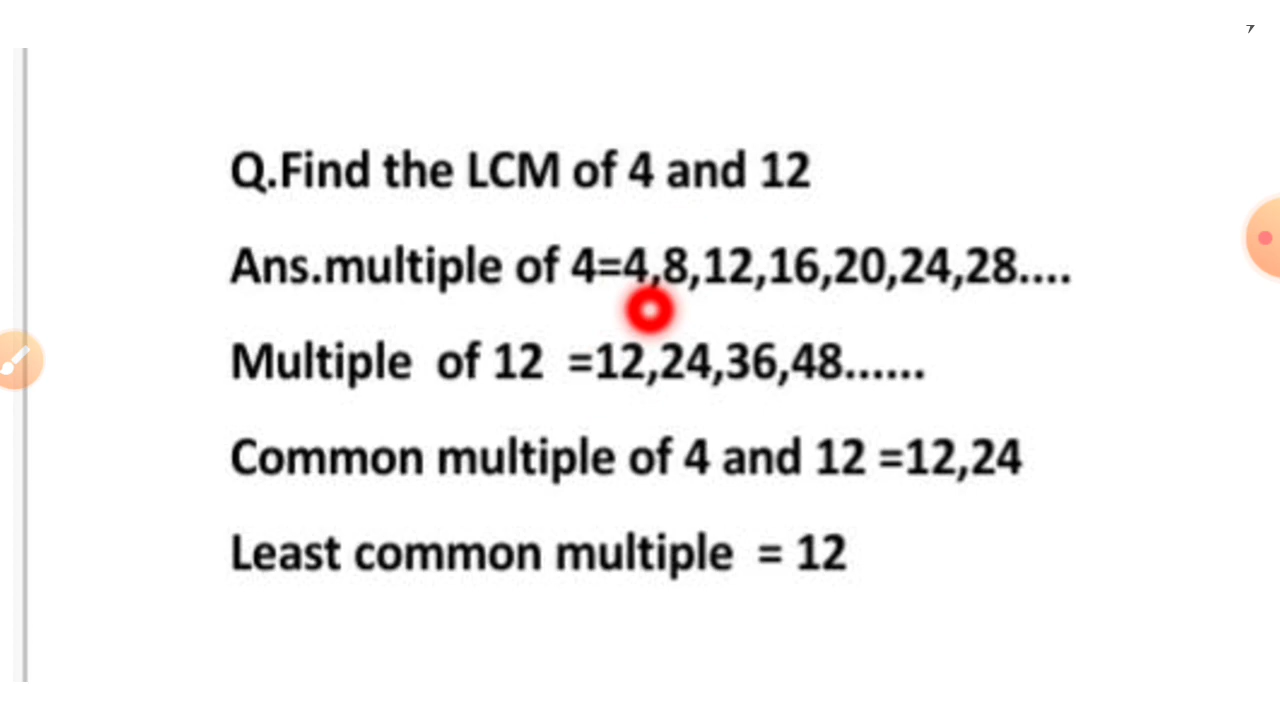 7
Q.Find the LCM of 4 and 12
Ans.multiple of 4=4,8,12,16,20,24,28....
Multiple of 12 =12,24,36,48......
Common multiple of 4 and 12 =12,24
Least common multiple = 12